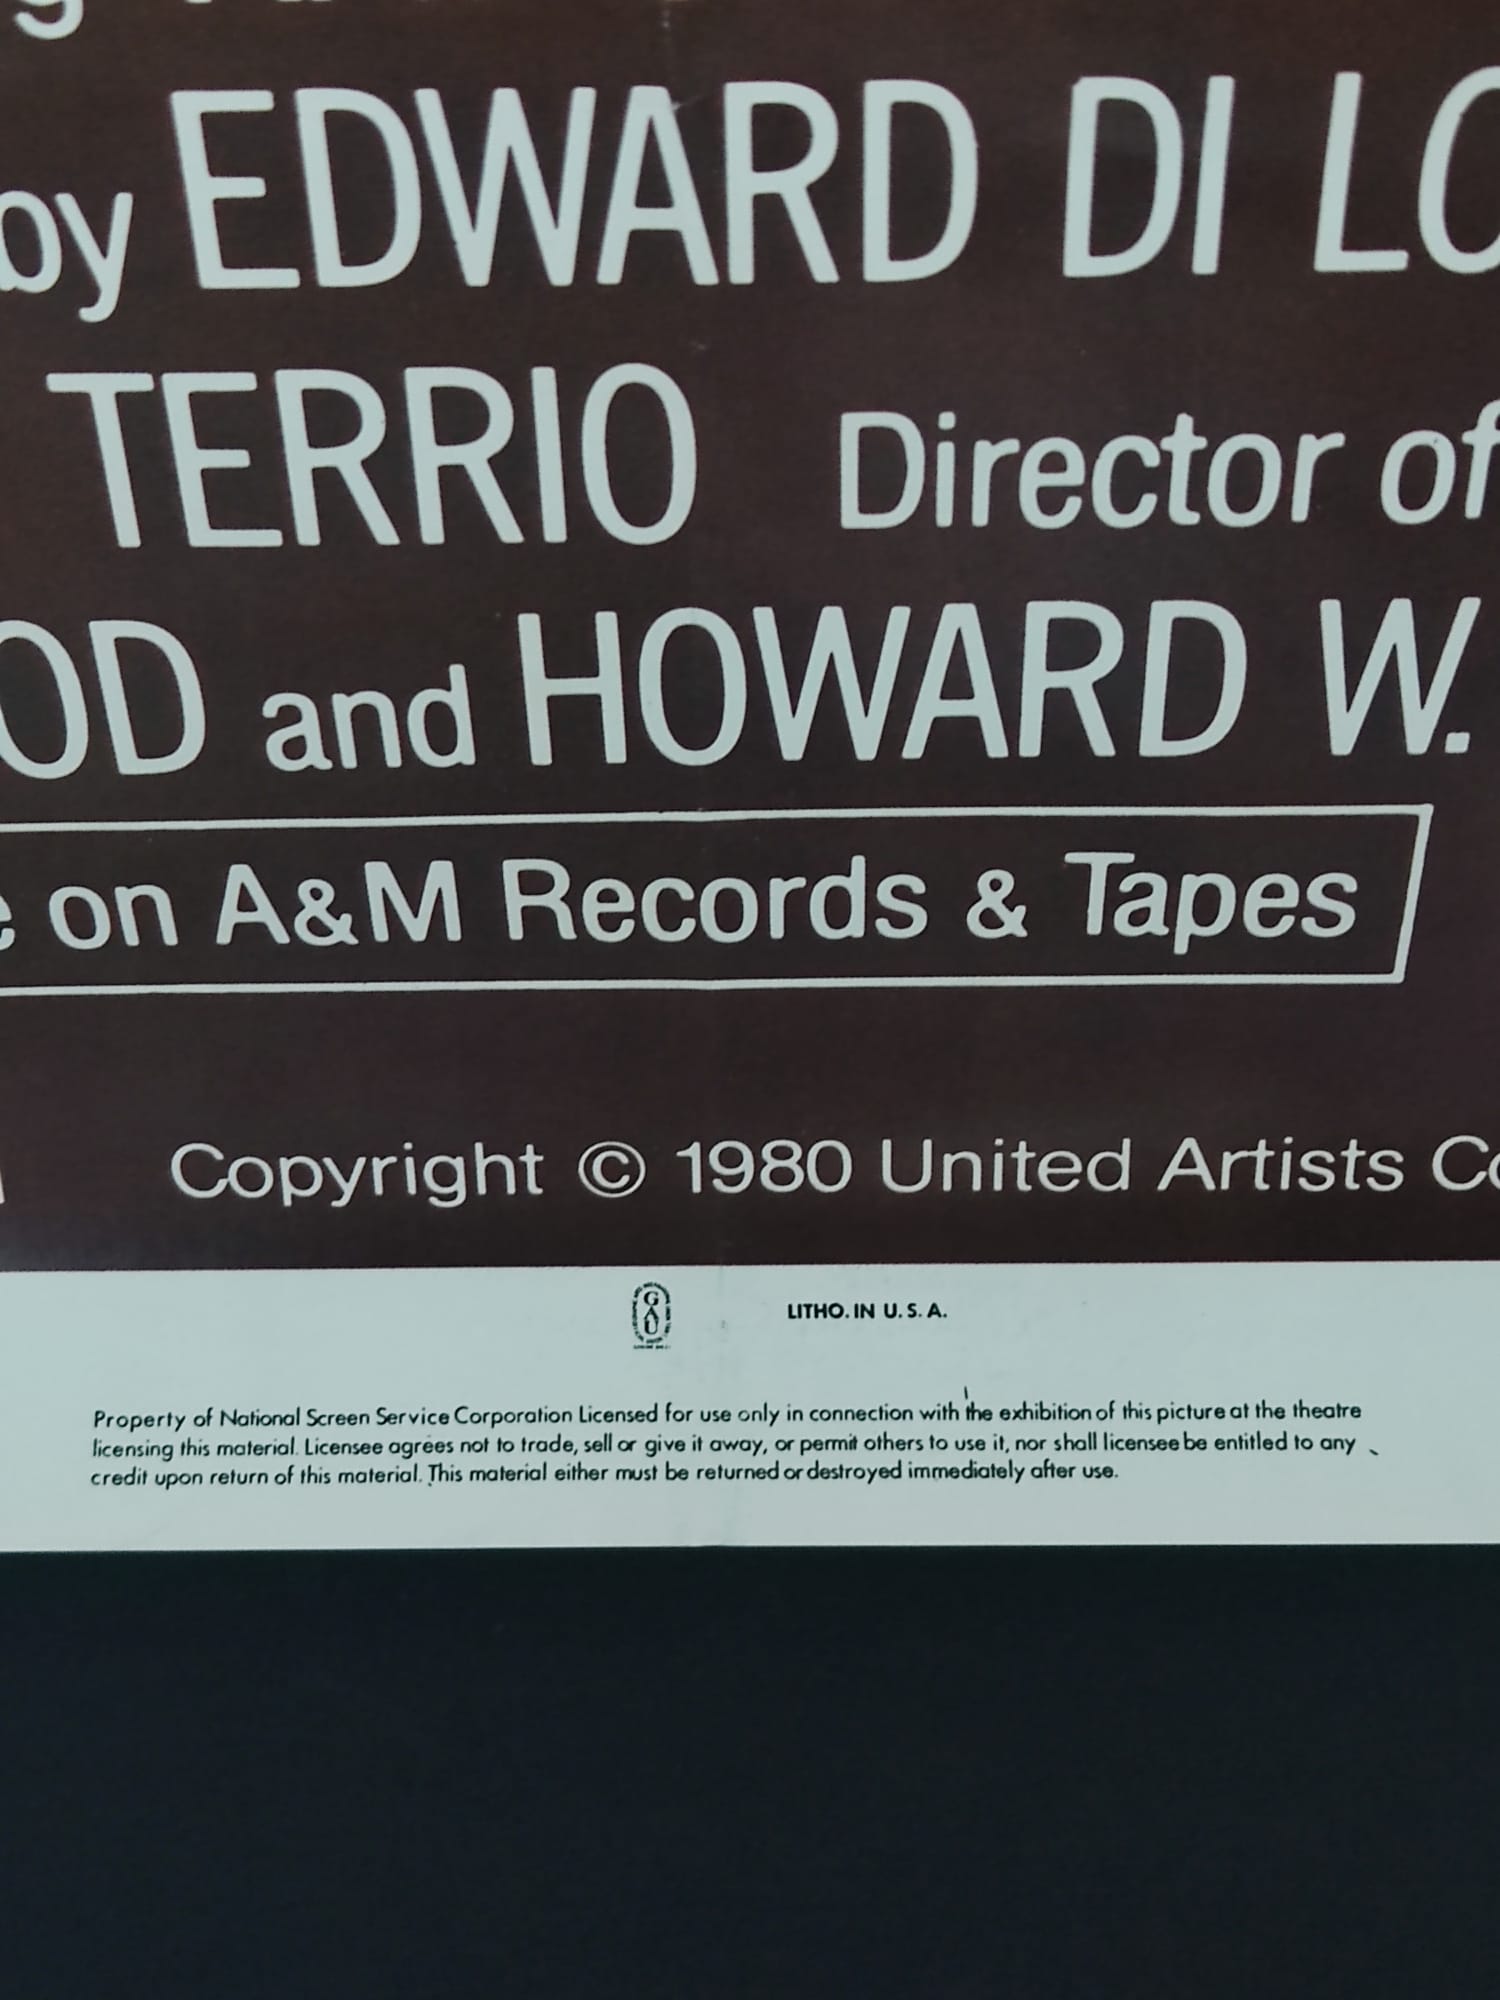 by EDWARD DI LO
TERRIO Director of
OD and HOWARD W.
on A&M Records & Tapes
Copyright © 1980 United Artists Co
GAU
LITHO. IN U. S. A.
Property of National Screen Service Corporation Licensed for use only in connection with the exhibition of this picture at the theatre
licensing this material. Licensee agrees not to trade, sell or give it away, or permit others to use it, nor shall licensee be entitled to any
credit upon return of this material. This material either must be returned or destroyed immediately after use.